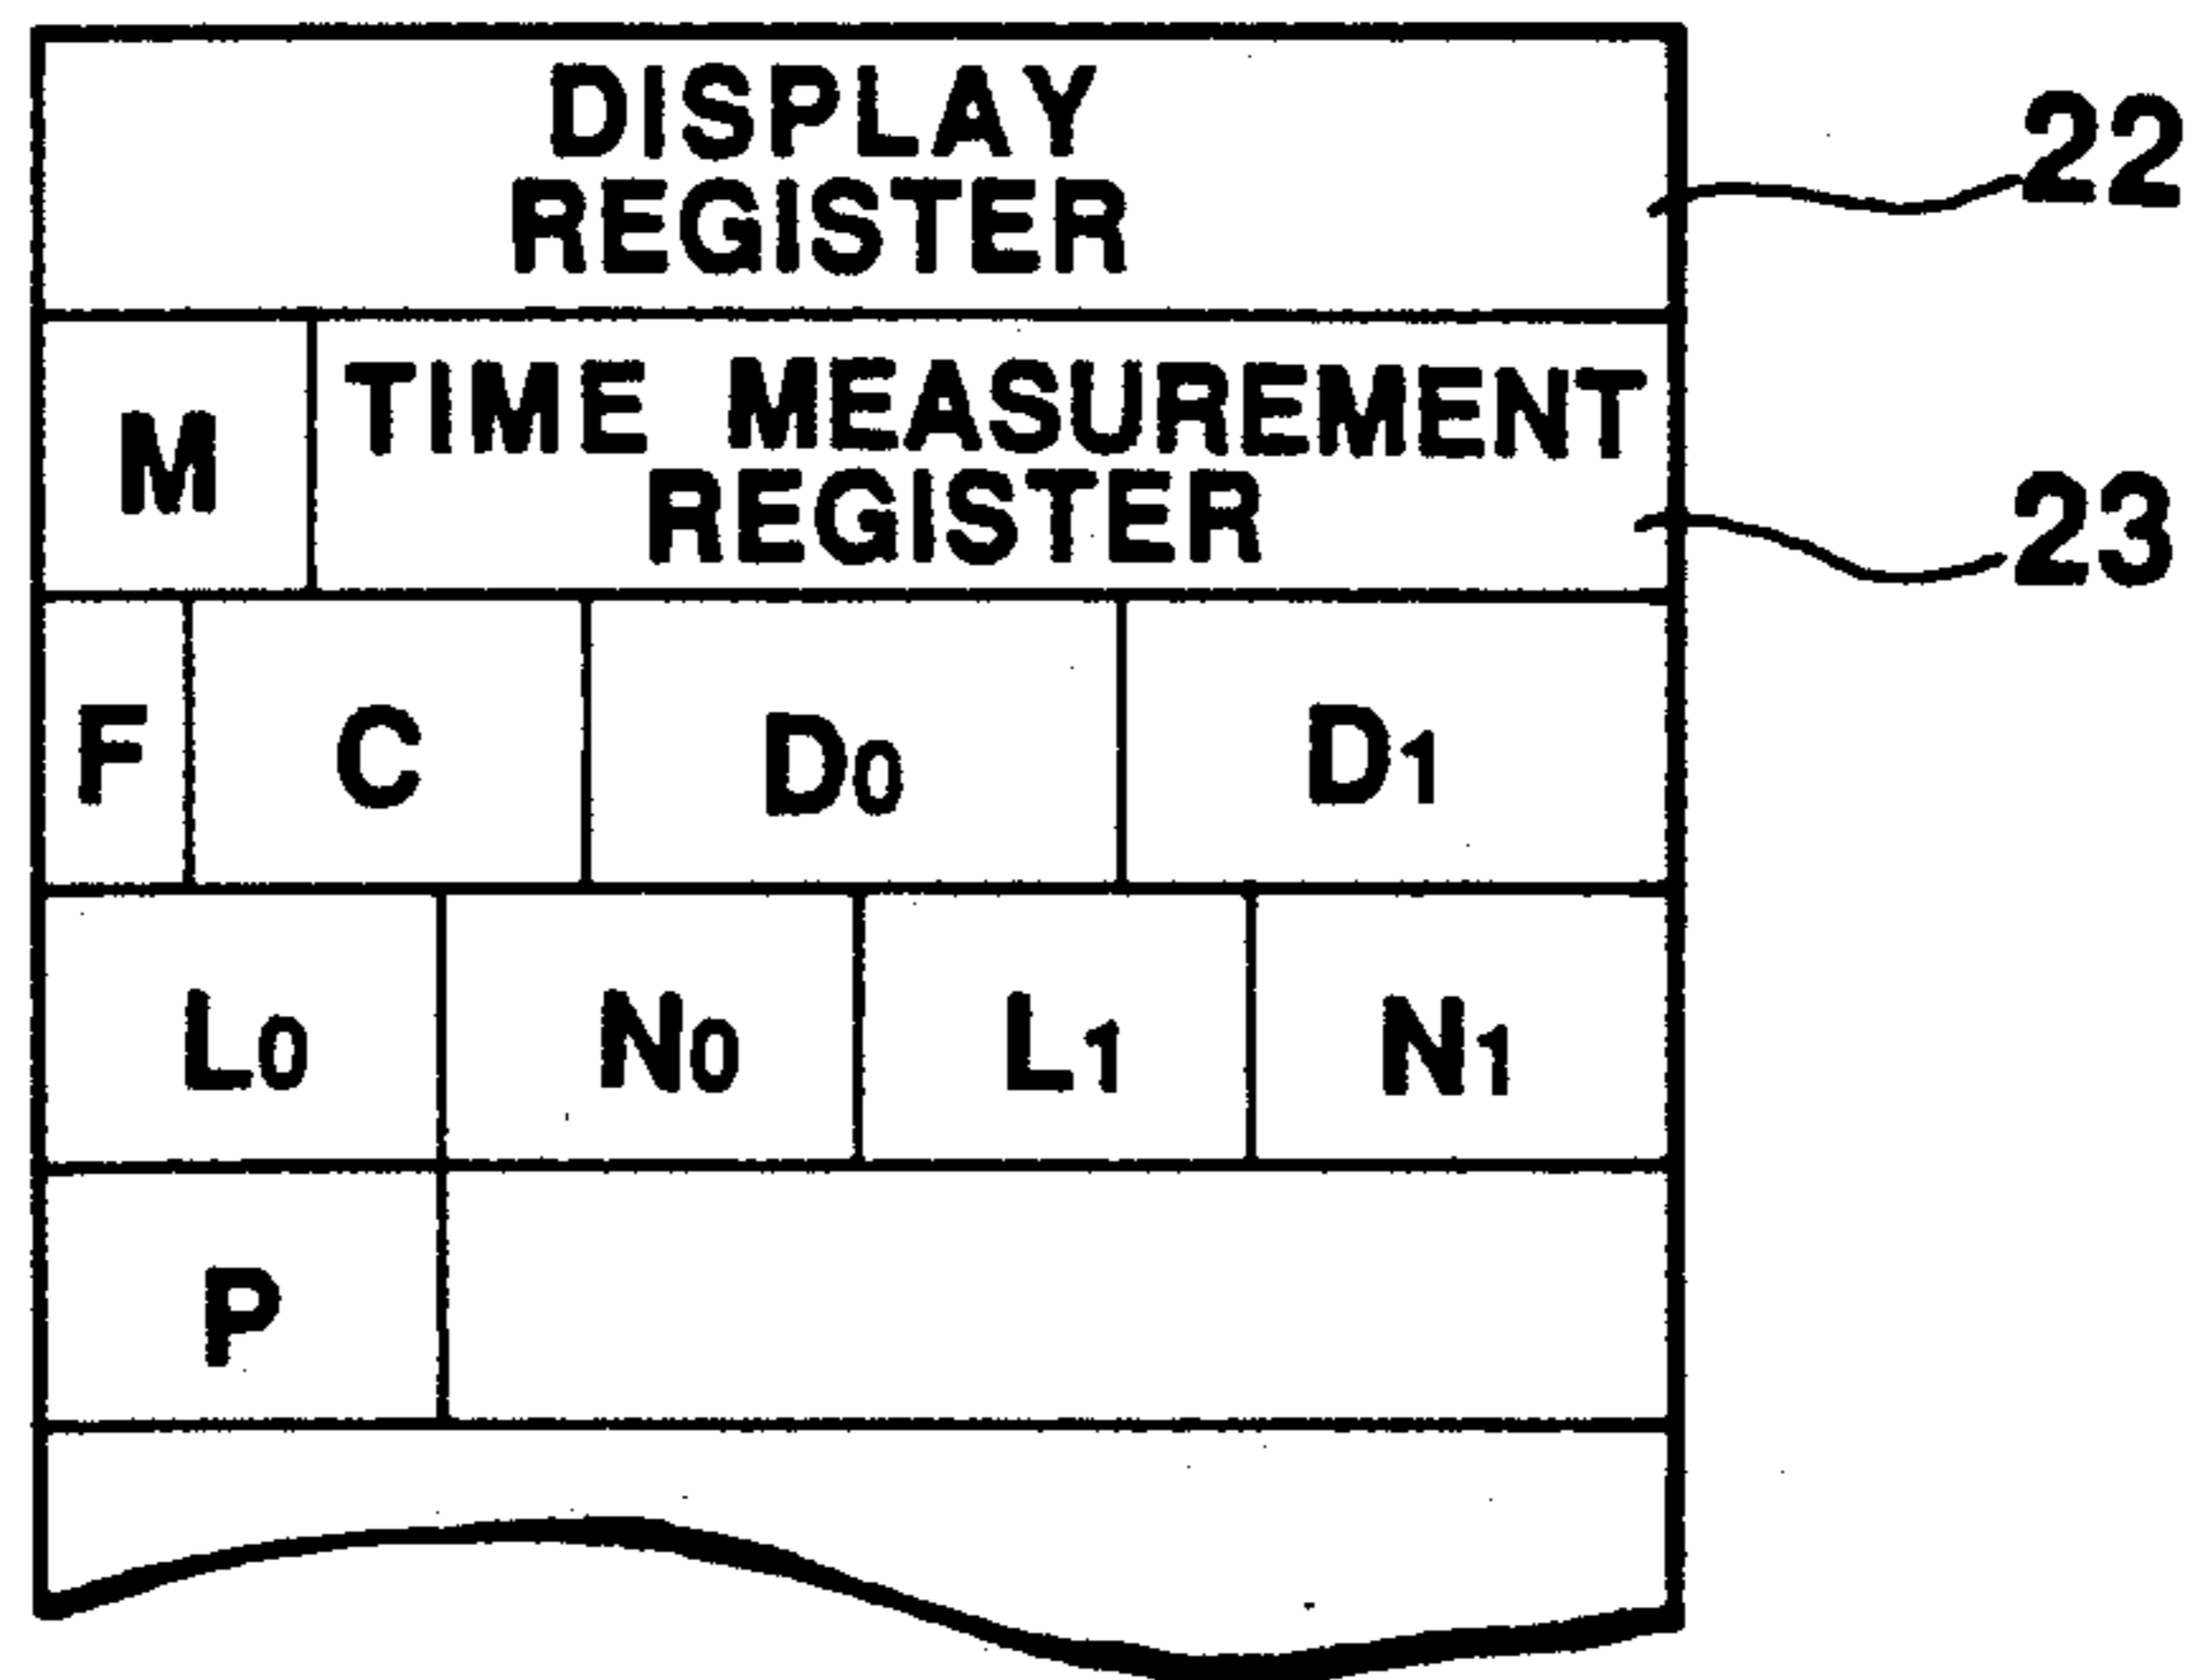 DISPLAY
REGISTER
22
M
TIME MEASUREMENT
REGISTER
23
F C D0 D1
L0 N0 L1 N1
P